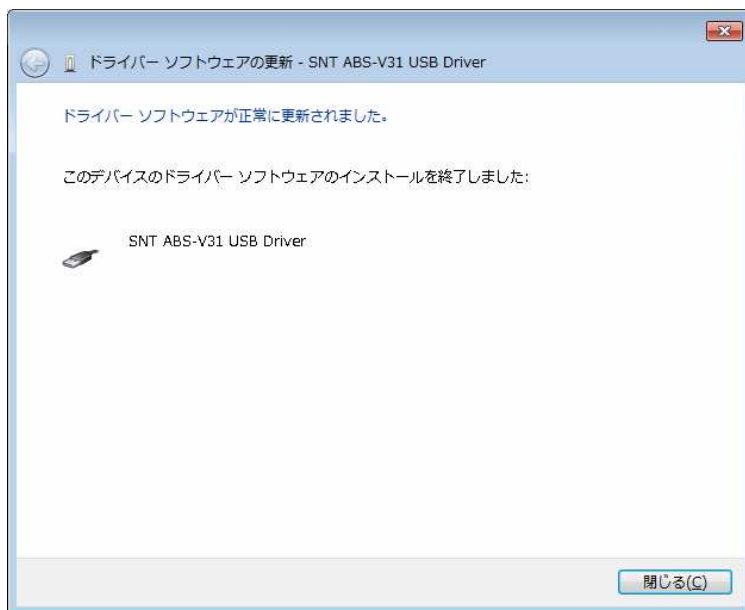 ドライバー ソフトウェアの更新 - SNT ABS-V31 USB Driver
ドライバー ソフトウェアが正常に更新されました。
このデバイスのドライバー ソフトウェアのインストールを終了しました:
SNT ABS-V31 USB Driver
閉じる(C)